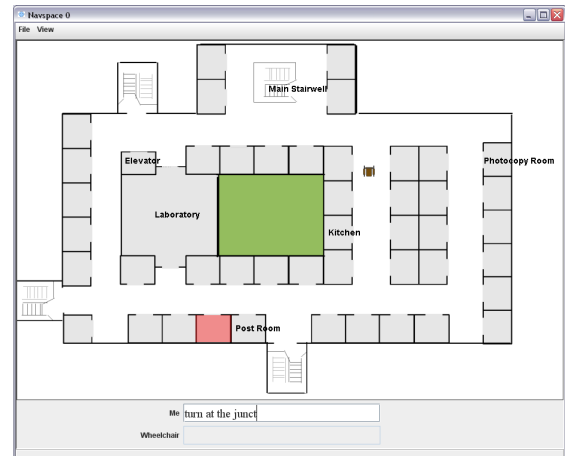 Navspace 0
File View
Main Stairwell
Elevator
Photocopy Room
Laboratory
Kitchen
Post Room
Me turn at the junct
Wheelchair